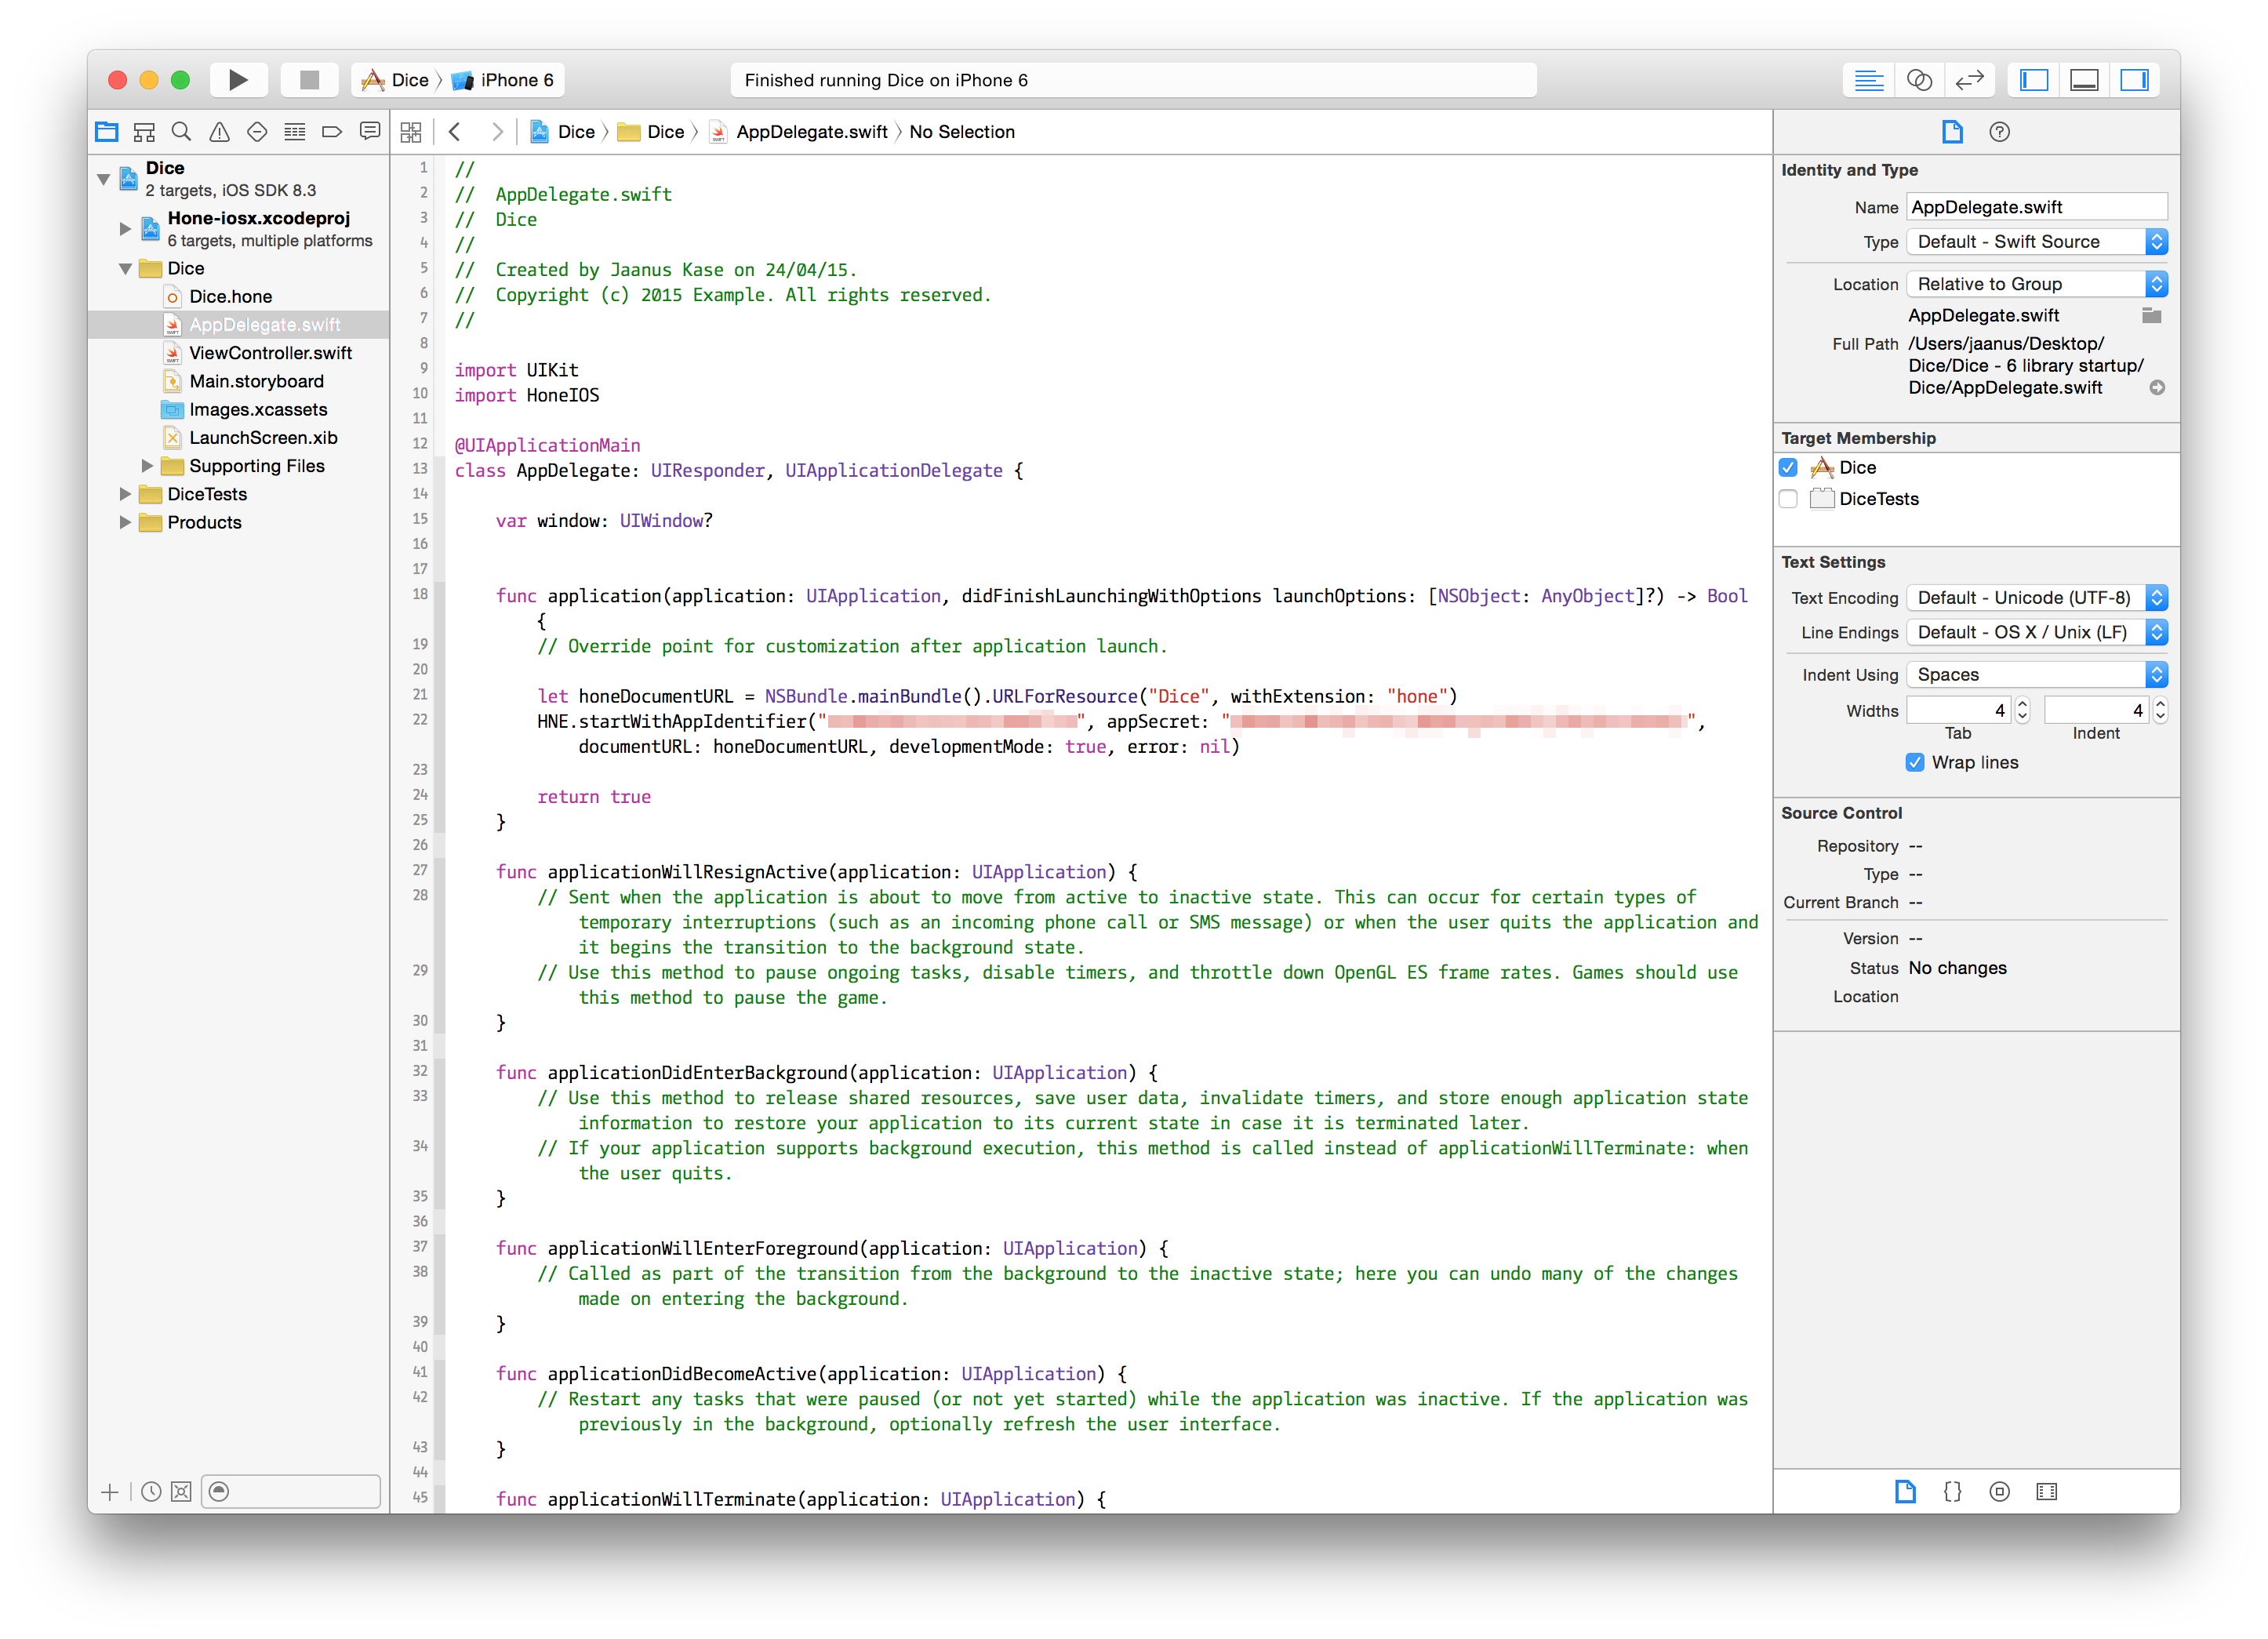 Dice
iPhone 6
Finished running Dice on iPhone 6
Dice
2 targets, iOS SDK 8.3
Hone-iosx.xcodeproj
6 targets, multiple platforms
Dice
Dice.hone
AppDelegate.swift
ViewController.swift
Main.storyboard
Images.xcassets
LaunchScreen.xib
Supporting Files
DiceTests
Products
Dice
Dice
AppDelegate.swift
No Selection
1 //
2 //  AppDelegate.swift
3 //  Dice
4 //
5 //  Created by Jaanus Kase on 24/04/15.
6 //  Copyright (c) 2015 Example. All rights reserved.
7 //
8
9 import UIKit
10 import HoneIOS
11
12 @UIApplicationMain
13 class AppDelegate: UIResponder, UIApplicationDelegate {
14
15     var window: UIWindow?
16
17
18     func application(application: UIApplication, didFinishLaunchingWithOptions launchOptions: [NSObject: AnyObject]?) -> Bool
{
19         // Override point for customization after application launch.
20
21         let honeDocumentURL = NSBundle.mainBundle().URLForResource("Dice", withExtension: "hone")
22         HNE.startWithAppIdentifier("", appSecret: "",
documentURL: honeDocumentURL, developmentMode: true, error: nil)
23
24         return true
25     }
26
27     func applicationWillResignActive(application: UIApplication) {
28         // Sent when the application is about to move from active to inactive state. This can occur for certain types of
temporary interruptions (such as an incoming phone call or SMS message) or when the user quits the application and
it begins the transition to the background state.
29         // Use this method to pause ongoing tasks, disable timers, and throttle down OpenGL ES frame rates. Games should use
this method to pause the game.
30     }
31
32     func applicationDidEnterBackground(application: UIApplication) {
33         // Use this method to release shared resources, save user data, invalidate timers, and store enough application state
information to restore your application to its current state in case it is terminated later.
34         // If your application supports background execution, this method is called instead of applicationWillTerminate: when
the user quits.
35     }
36
37     func applicationWillEnterForeground(application: UIApplication) {
38         // Called as part of the transition from the background to the inactive state; here you can undo many of the changes
made on entering the background.
39     }
40
41     func applicationDidBecomeActive(application: UIApplication) {
42         // Restart any tasks that were paused (or not yet started) while the application was inactive. If the application was
previously in the background, optionally refresh the user interface.
43     }
44
45     func applicationWillTerminate(application: UIApplication) {
Identity and Type
Name AppDelegate.swift
Type Default - Swift Source
Location Relative to Group
AppDelegate.swift
Full Path /Users/jaanus/Desktop/
Dice/Dice - 6 library startup/
Dice/AppDelegate.swift
Target Membership
Dice
DiceTests
Text Settings
Text Encoding Default - Unicode (UTF-8)
Line Endings Default - OS X / Unix (LF)
Indent Using Spaces
Widths 4 4
Tab Indent
Wrap lines
Source Control
Repository --
Type --
Current Branch --
Version --
Status No changes
Location